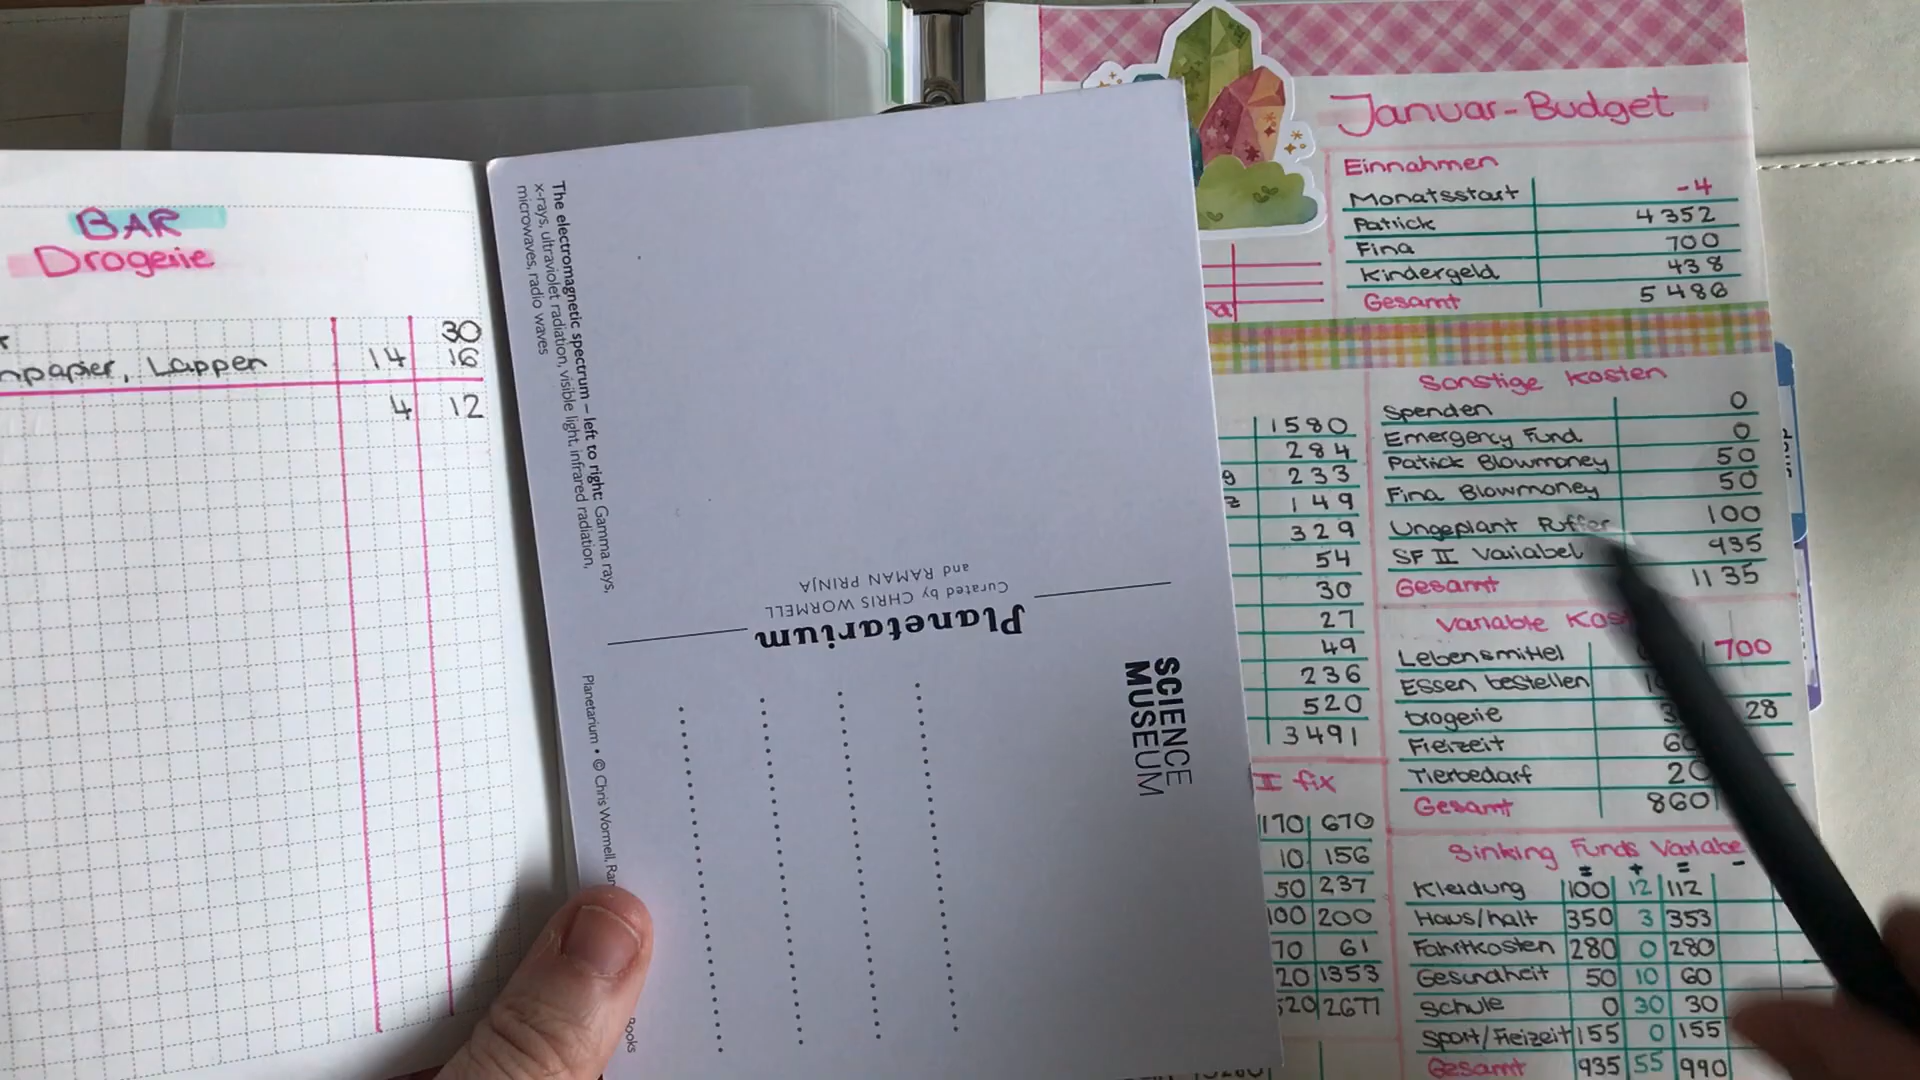 BAR
Drogerie
30
npapier, Lappen 14 16
4 12
The electromagnetic spectrum – left to right: Gamma rays,
x-rays, ultraviolet radiation, visible light, infrared radiation,
microwaves, radio waves
Planetarium
Curated by CHRIS WORMELL
and RAMAN PRINJA
SCIENCE
MUSEUM
Planetarium • © Chris Wormell, Ra
ooks
Januar-Budget
Einnahmen
Monatsstart -4
Patrick 4352
Fina 700
Kindergeld 438
Gesamt 5486
1580
284
233
149
329
54
30
27
49
236
520
3491
Sonstige Kosten
Spenden 0
Emergency Fund 0
Patrick Blowmoney 50
Fina Blowmoney 50
Ungeplant Puffer 100
SF II Variabel 935
Gesamt 1135
Variable Kos
Lebensmittel 700
Essen bestellen
Drogerie 28
Freizeit
Tierbedarf 20
Gesamt 860
I fix
170 670
10 156
50 237
100 200
70 61
20 1353
520 2677
Sinking Funds Variabe
= + = -
Kleidung 100 12 112
Haus/halt 350 3 353
Fahrtkosten 280 0 280
Gesundheit 50 10 60
Schule 0 30 30
Sport/Freizeit 155 0 155
Gesamt 935 55 990